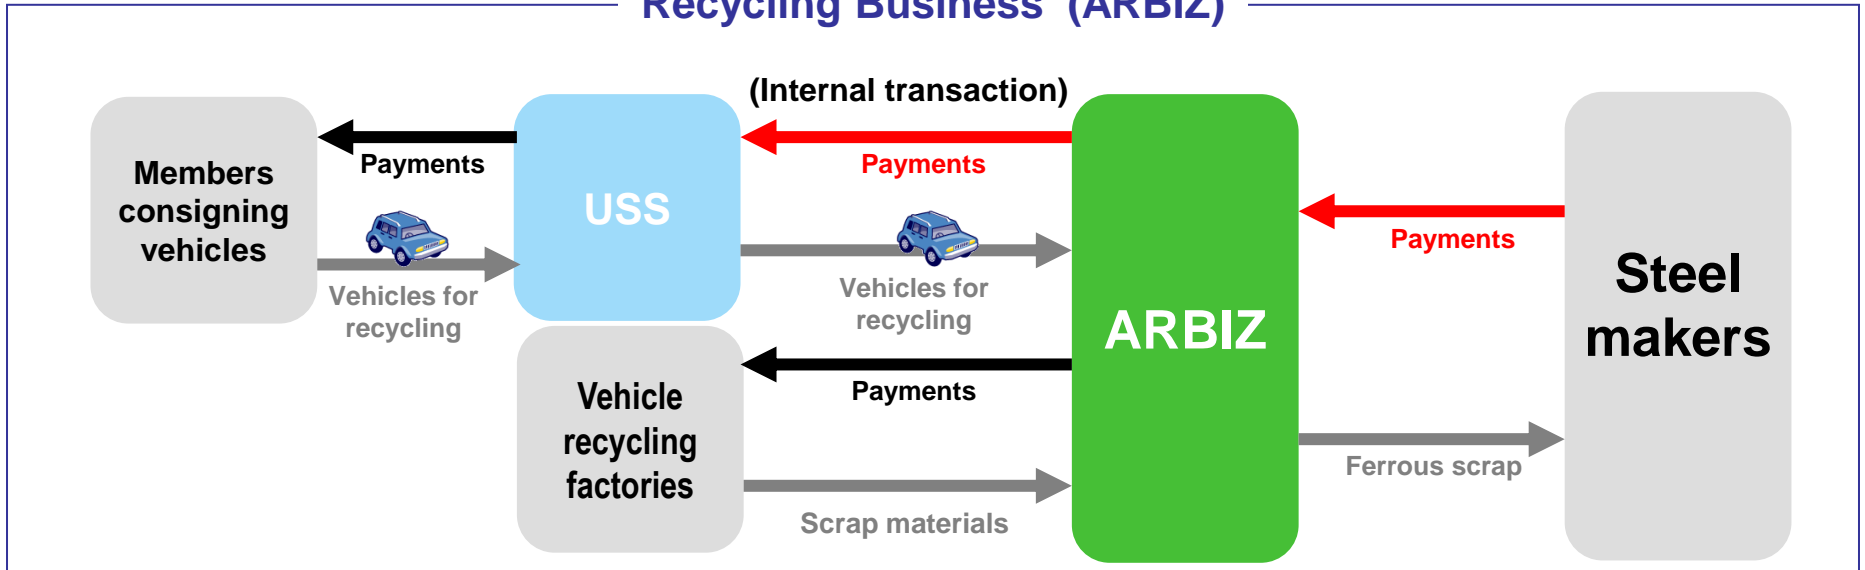 Recycling Business (ARBIZ)
(Internal transaction)
Members
consigning
vehicles
Payments
Vehicles for
recycling
USS
Payments
Vehicles for
recycling
Vehicle
recycling
factories
Payments
Scrap materials
ARBIZ
Payments
Ferrous scrap
Steel
makers